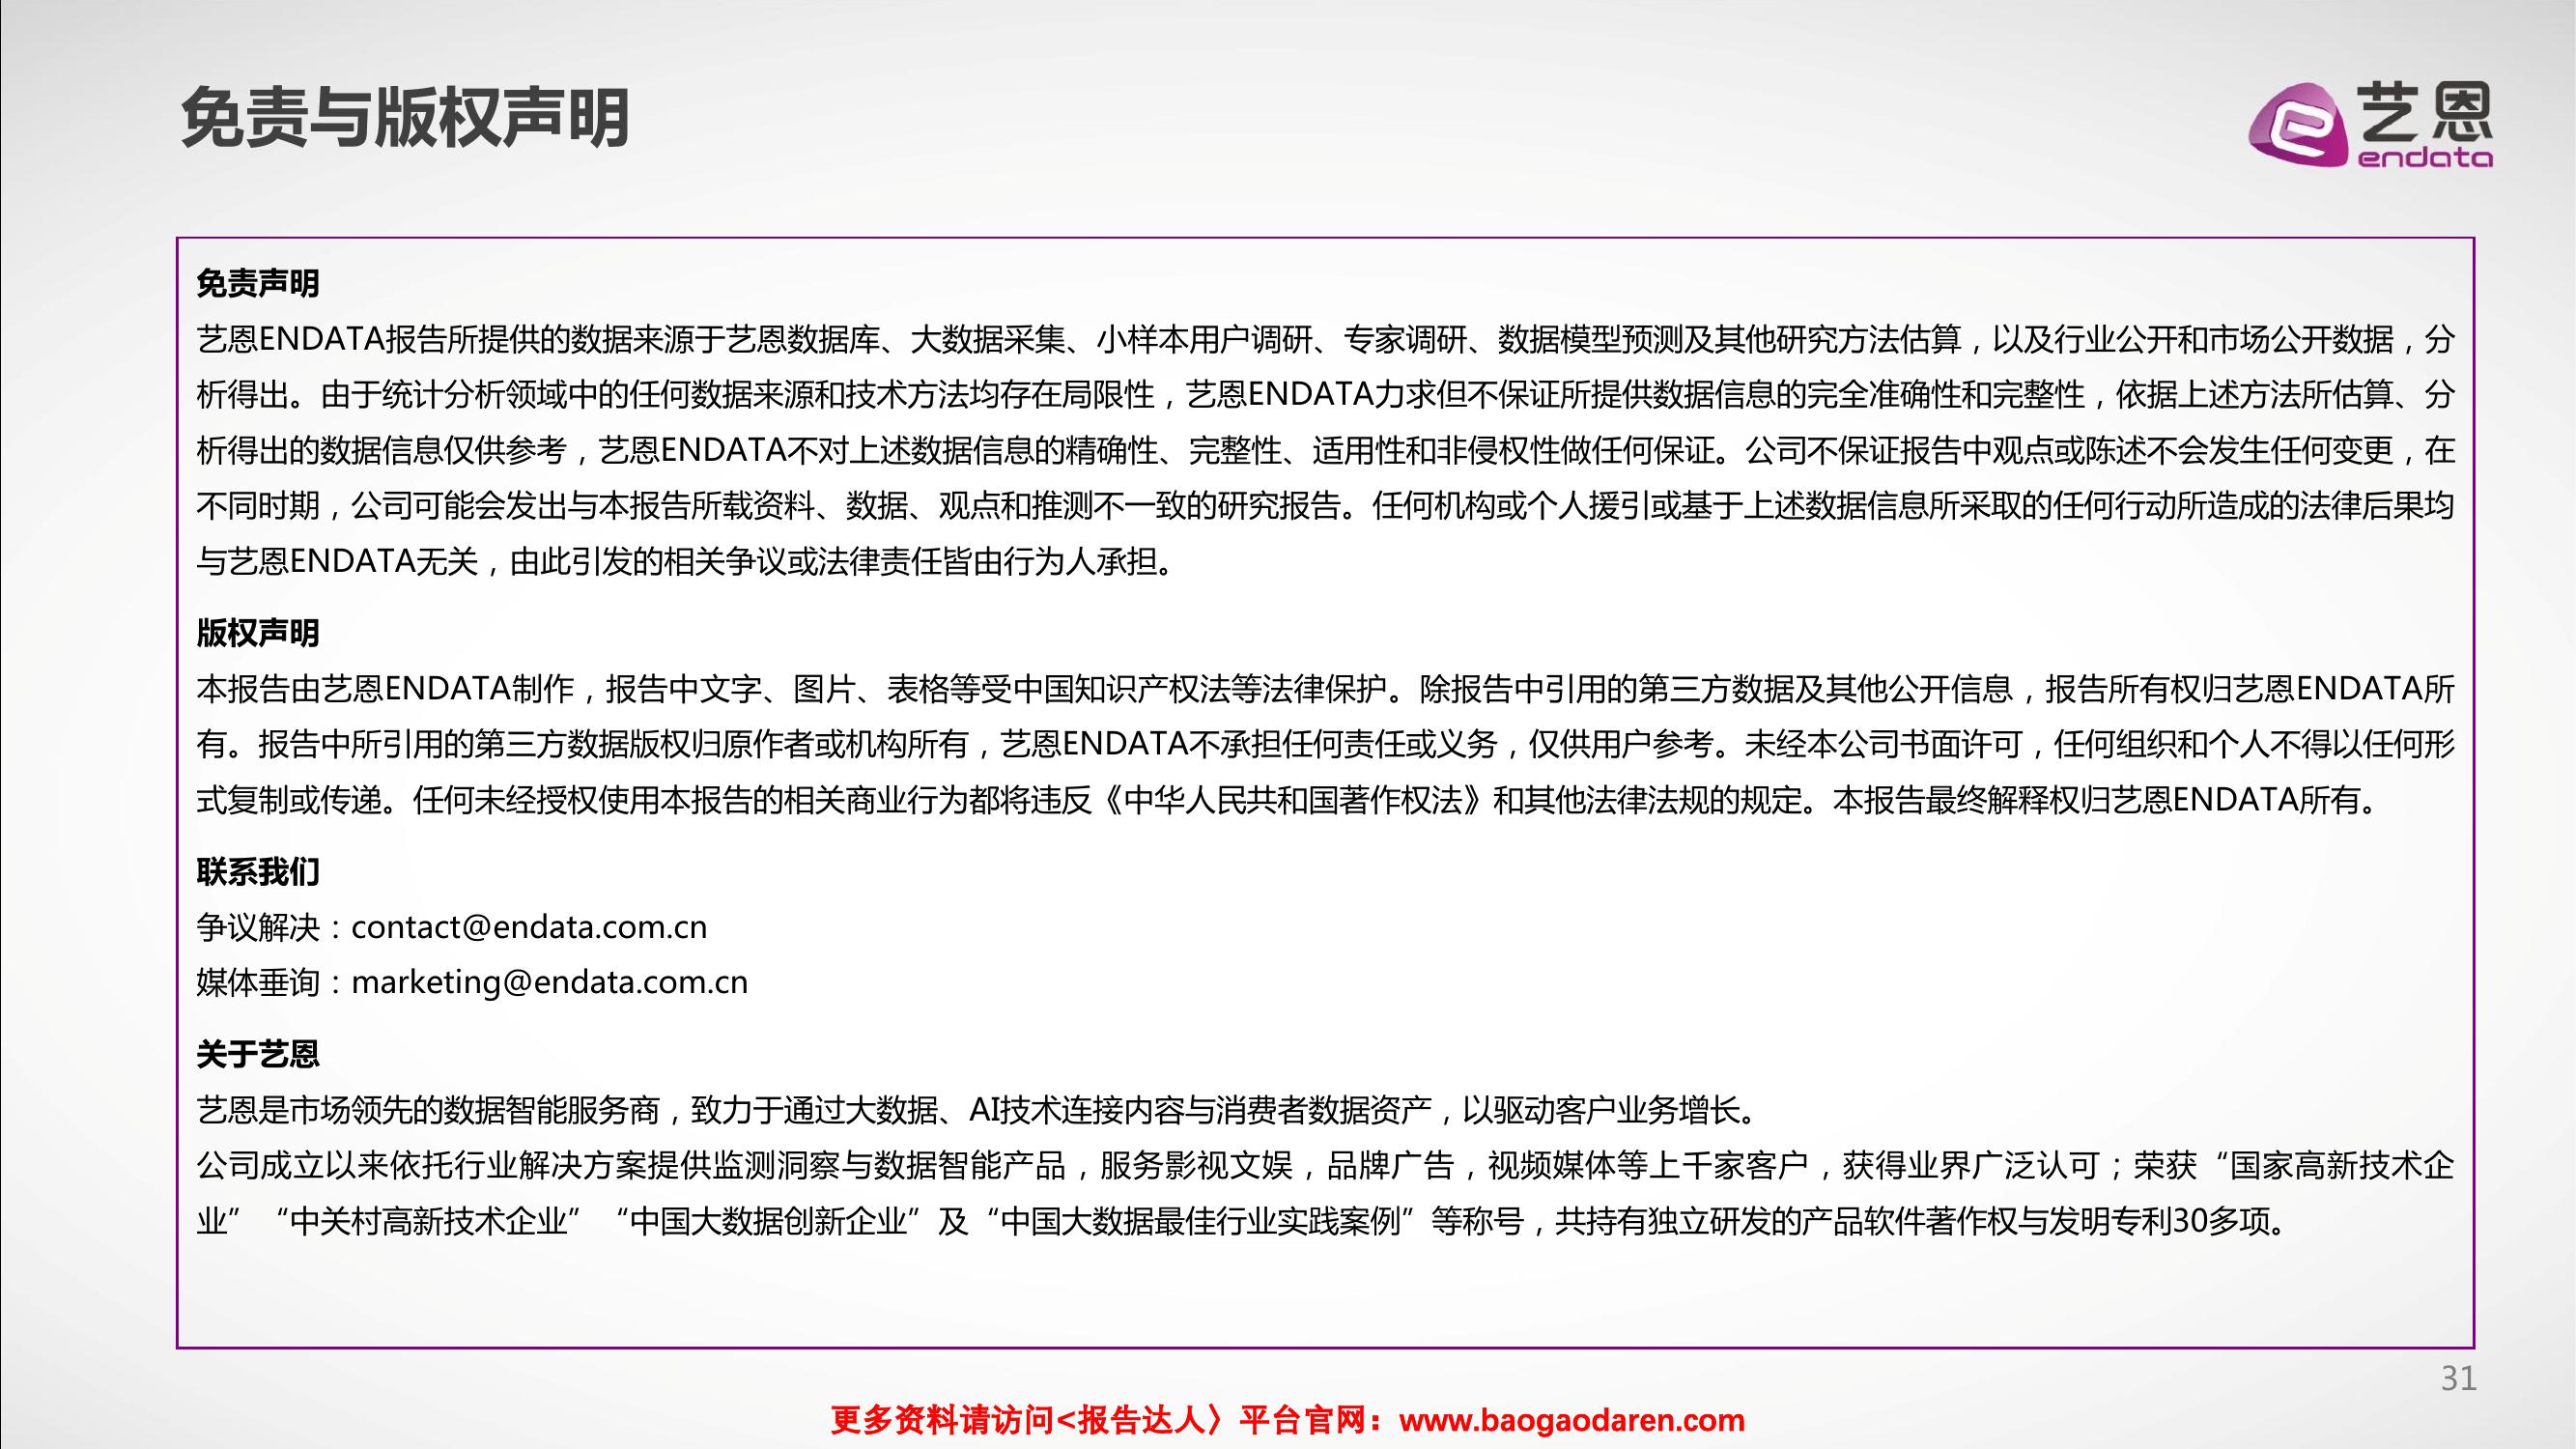 免责与版权声明
艺恩
endata
免责声明
艺恩ENDATA报告所提供的数据来源于艺恩数据库、大数据采集、小样本用户调研、专家调研、数据模型预测及其他研究方法估算，以及行业公开和市场公开数据，分
析得出。由于统计分析领域中的任何数据来源和技术方法均存在局限性，艺恩ENDATA力求但不保证所提供数据信息的完全准确性和完整性，依据上述方法所估算、分
析得出的数据信息仅供参考，艺恩ENDATA不对上述数据信息的精确性、完整性、适用性和非侵权性做任何保证。公司不保证报告中观点或陈述不会发生任何变更，在
不同时期，公司可能会发出与本报告所载资料、数据、观点和推测不一致的研究报告。任何机构或个人援引或基于上述数据信息所采取的任何行动所造成的法律后果均
与艺恩ENDATA无关，由此引发的相关争议或法律责任皆由行为人承担。
版权声明
本报告由艺恩ENDATA制作，报告中文字、图片、表格等受中国知识产权法等法律保护。除报告中引用的第三方数据及其他公开信息，报告所有权归艺恩ENDATA所
有。报告中所引用的第三方数据版权归原作者或机构所有，艺恩ENDATA不承担任何责任或义务，仅供用户参考。未经本公司书面许可，任何组织和个人不得以任何形
式复制或传递。任何未经授权使用本报告的相关商业行为都将违反《中华人民共和国著作权法》和其他法律法规的规定。本报告最终解释权归艺恩ENDATA所有。
联系我们
争议解决：contact@endata.com.cn
媒体垂询：marketing@endata.com.cn
关于艺恩
艺恩是市场领先的数据智能服务商，致力于通过大数据、AI技术连接内容与消费者数据资产，以驱动客户业务增长。
公司成立以来依托行业解决方案提供监测洞察与数据智能产品，服务影视文娱，品牌广告，视频媒体等上千家客户，获得业界广泛认可；荣获“国家高新技术企
业”“中关村高新技术企业”“中国大数据创新企业”及“中国大数据最佳行业实践案例”等称号，共持有独立研发的产品软件著作权与发明专利30多项。
31
更多资料请访问<报告达人〉平台官网：www.baogaodaren.com